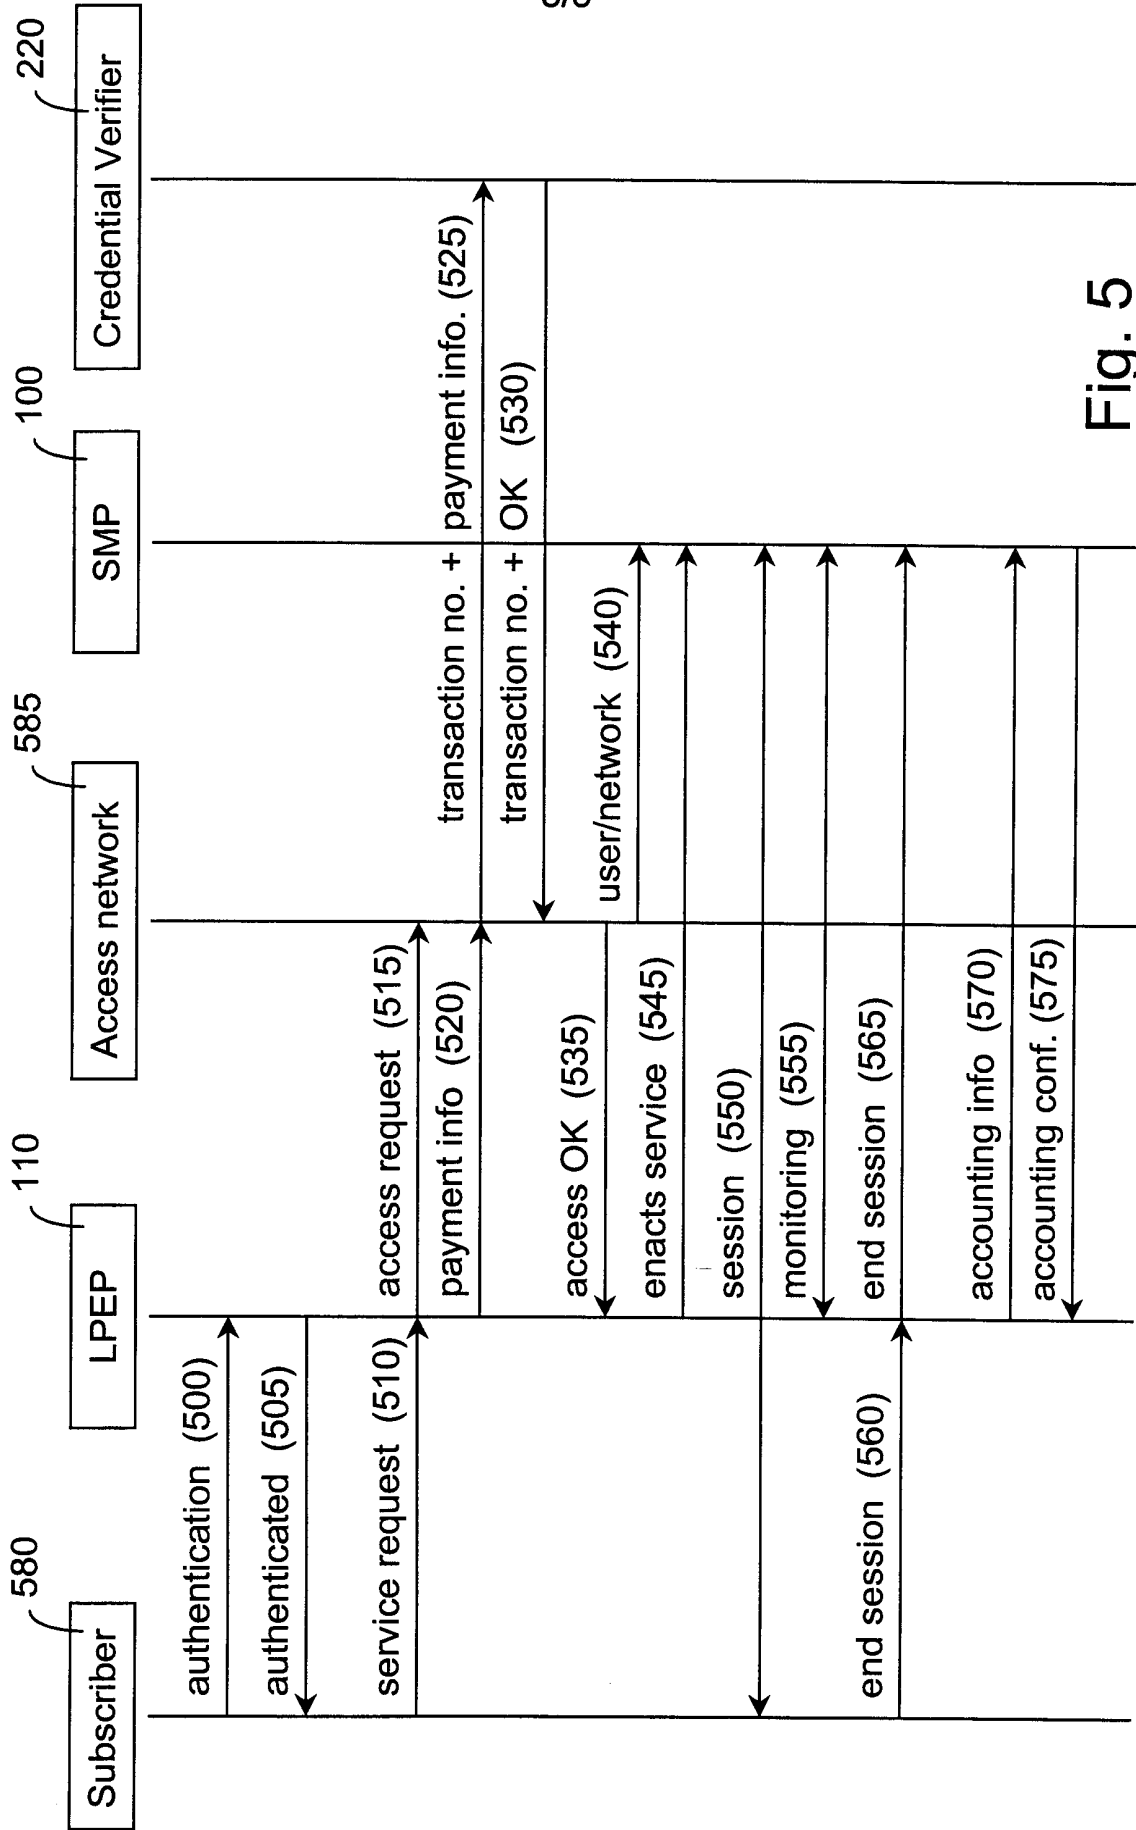 580
Subscriber
110
LPEP
585
Access network
100
SMP
220
Credential Verifier
authentication (500)
authenticated (505)
service request (510)
access request (515)
payment info (520)
transaction no. + payment info. (525)
transaction no. + OK (530)
access OK (535)
user/network (540)
enacts service (545)
session (550)
monitoring (555)
end session (560)
end session (565)
accounting info (570)
accounting conf. (575)
Fig. 5